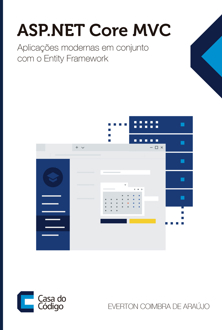 ASP.NET Core MVC
Aplicações modernas em conjunto
com o Entity Framework
Casa do
Código
EVERTON COIMBRA DE ARAÚJO